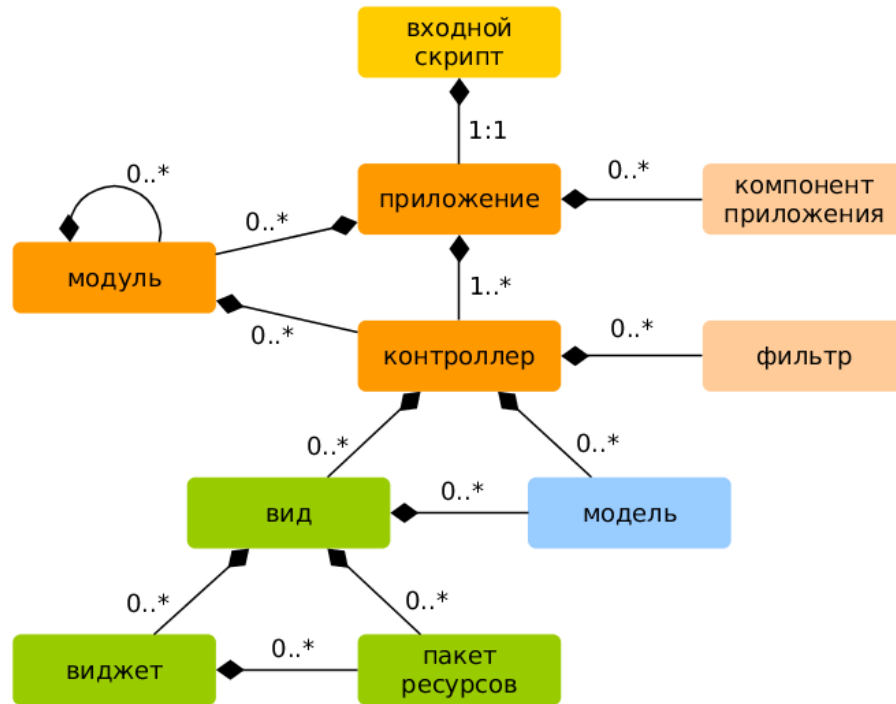 входной
скрипт
1:1
0..*
0..*
приложение
0..*
компонент
приложения
модуль
1..*
0..*
контроллер
0..*
фильтр
0..*
0..*
вид
0..*
модель
0..*
0..*
виджет
0..*
пакет
ресурсов